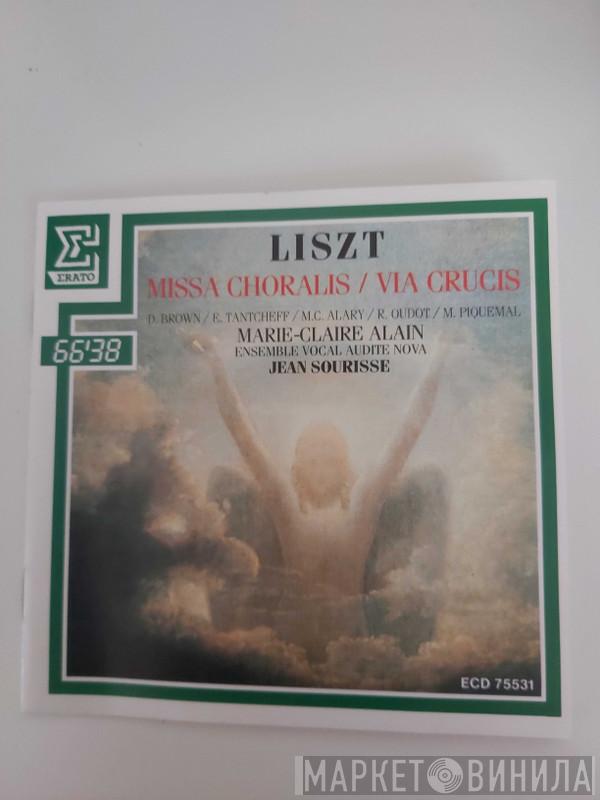 ERATO
LISZT
MISSA CHORALIS / VIA CRUCIS
D. BROWN / E. TANTCHEFF / M.C. ALARY / R. OUDOT / M. PIQUEMAL
MARIE-CLAIRE ALAIN
66'38
ENSEMBLE VOCAL AUDITE NOVA
JEAN SOURISSE
ECD 75531
МАРКЕТ ВИНИЛА